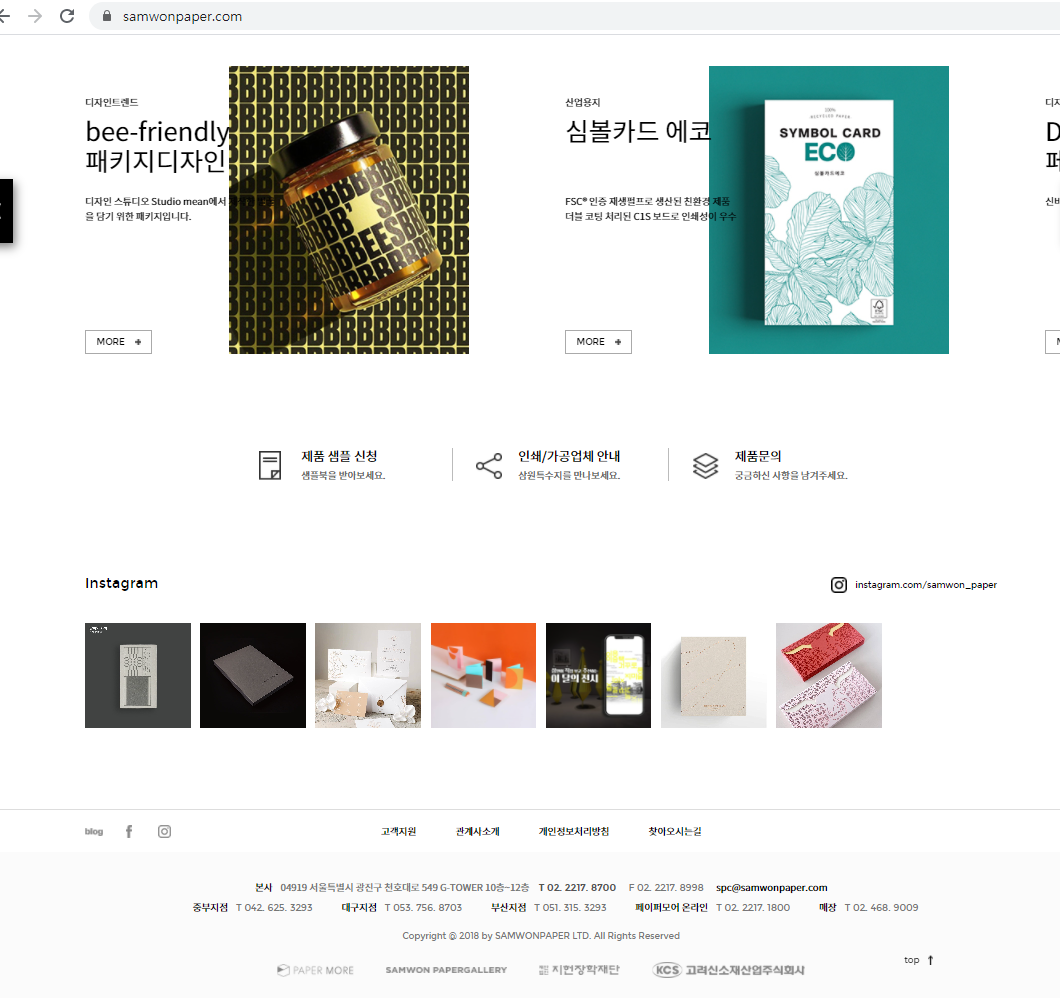 samwonpaper.com
디자인트렌드
bee-friendly
패키지디자인
디자인 스튜디오 Studio mean에서
을 담기 위한 패키지입니다.
MORE +
BEES
산업용지
심볼카드 에코
FSC® 인증 재생펄프로 생산된 친환경 제품
더블 코팅 처리된 C1S 보드로 인쇄성이 우수
MORE +
100%
RECYCLED PAPER
SYMBOL CARD
ECO
심볼카드에코
FSC
제품 샘플 신청
샘플북을 받아보세요.
인쇄/가공업체 안내
삼원특수지를 만나보세요.
제품문의
궁금하신 사항을 남겨주세요.
Instagram
instagram.com/samwon_paper
이 달의 전시
blog
고객지원 관계사소개 개인정보처리방침 찾아오시는길
본사 04919 서울특별시 광진구 천호대로 549 G-TOWER 10층~12층 T 02. 2217. 8700 F 02. 2217. 8998 spc@samwonpaper.com
중부지점 T 042. 625. 3293 대구지점 T 053. 756. 8703 부산지점 T 051. 315. 3293 페이퍼모어 온라인 T 02. 2217. 1800 매장 T 02. 468. 9009
Copyright @ 2018 by SAMWONPAPER LTD. All Rights Reserved
PAPER MORE SAMWON PAPERGALLERY 지헌장학재단 KCS 고려신소재산업주식회사
top ↑